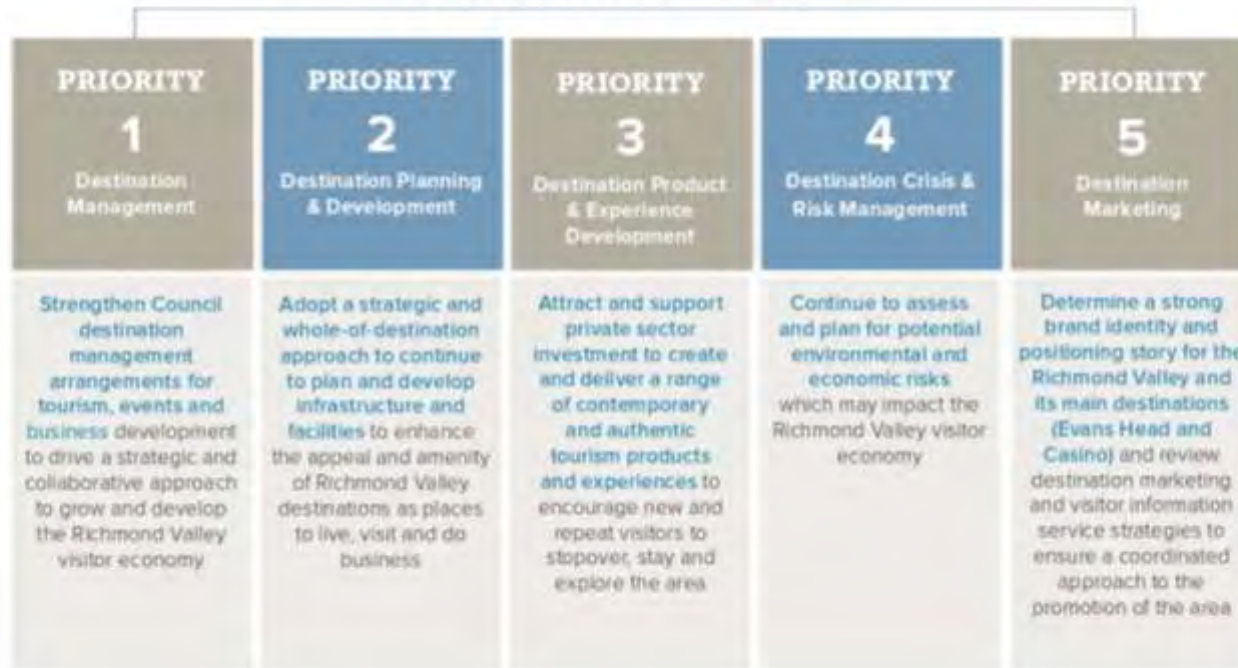 PRIORITY
1
Destination
Management
Strengthen Council
destination
management
arrangements for
tourism, events and
business development
to drive a strategic and
collaborative approach
to grow and develop
the Richmond Valley
visitor economy
PRIORITY
2
Destination Planning
& Development
Adopt a strategic and
whole-of-destination
approach to continue
to plan and develop
infrastructure and
facilities to enhance
the appeal and amenity
of Richmond Valley
destinations as places
to live, visit and do
business
PRIORITY
3
Destination Product
& Experience
Development
Attract and support
private sector
investment to create
and deliver a range
of contemporary
and authentic
tourism products
and experiences to
encourage new and
repeat visitors to
stopover, stay and
explore the area
PRIORITY
4
Destination Crisis &
Risk Management
Continue to assess
and plan for potential
environmental and
economic risks
which may impact the
Richmond Valley visitor
economy
PRIORITY
5
Destination
Marketing
Determine a strong
brand identity and
positioning story for the
Richmond Valley and
its main destinations
(Evans Head and
Casino) and review
destination marketing
and visitor information
service strategies to
ensure a coordinated
approach to the
promotion of the area